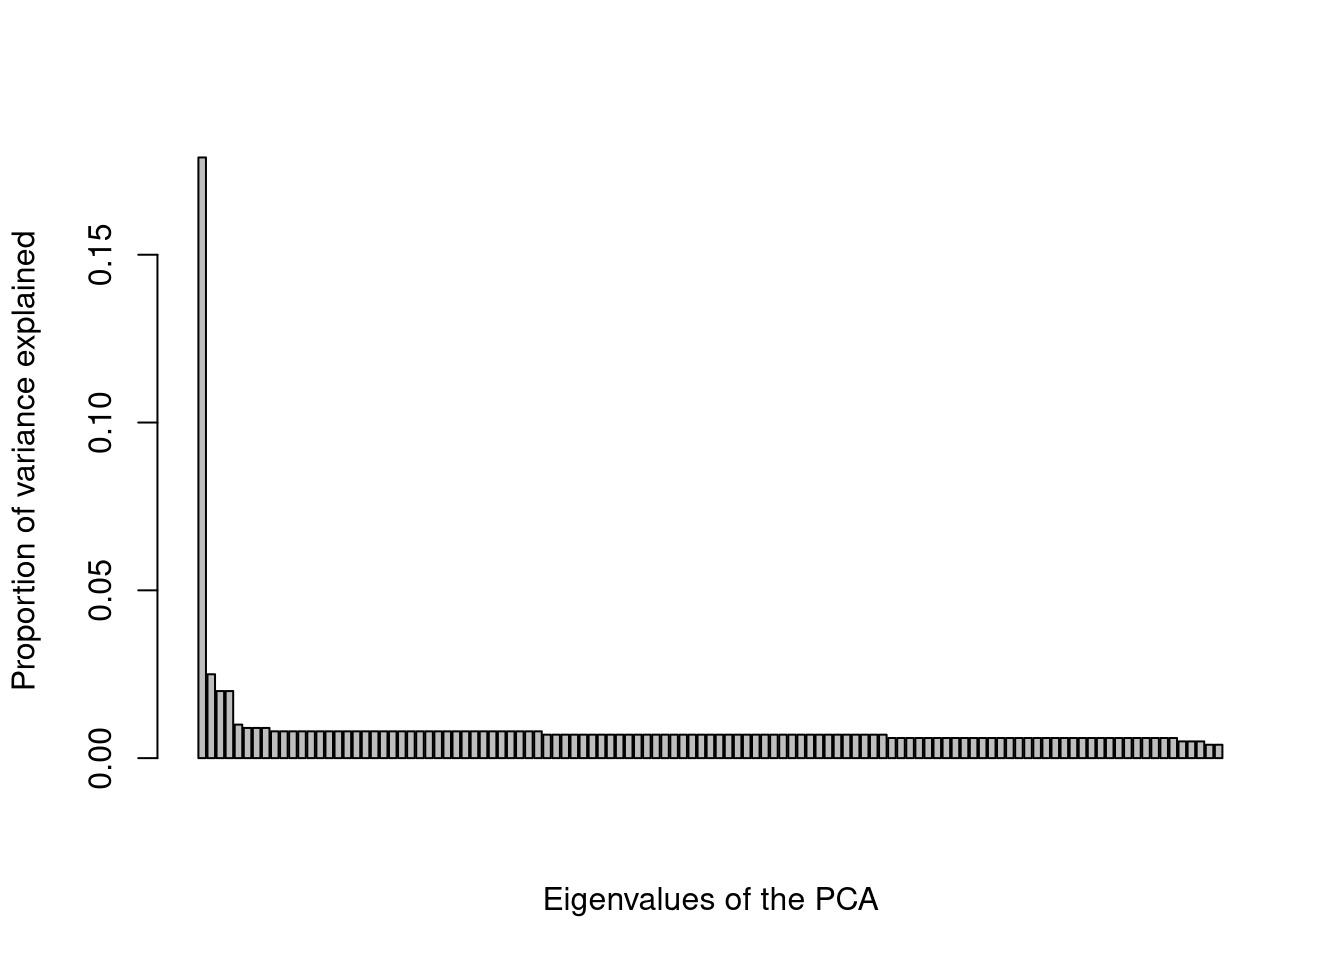 Proportion of variance explained
0.15
0.10
0.05
0.00
Eigenvalues of the PCA